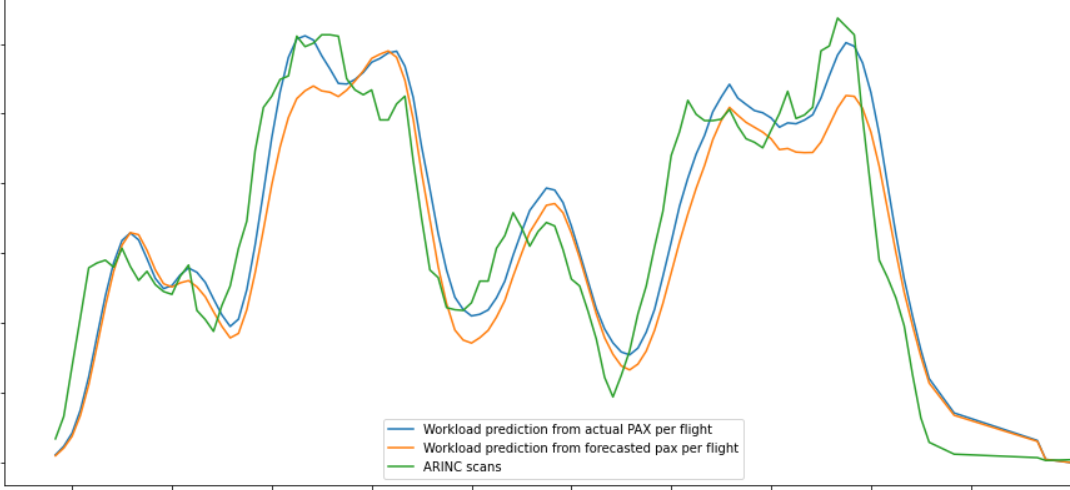 Workload prediction from actual PAX per flight
Workload prediction from forecasted pax per flight
ARINC scans